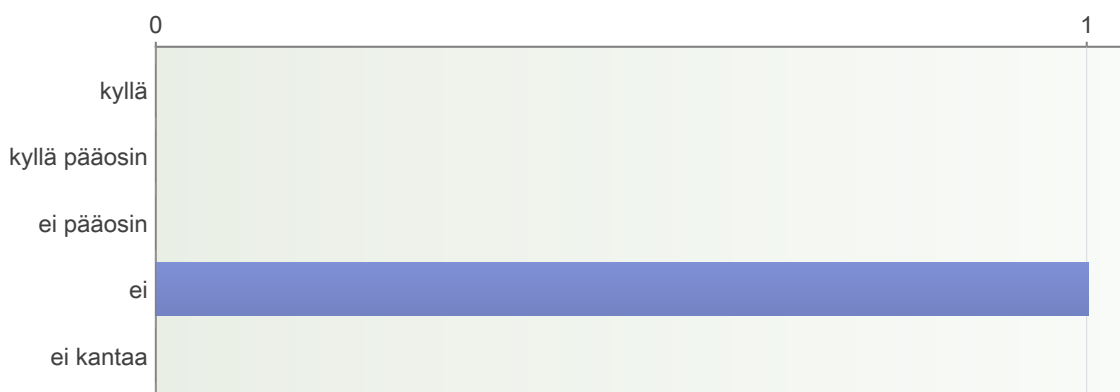 0 1
kyllä
kyllä pääosin
ei pääosin
ei
ei kantaa